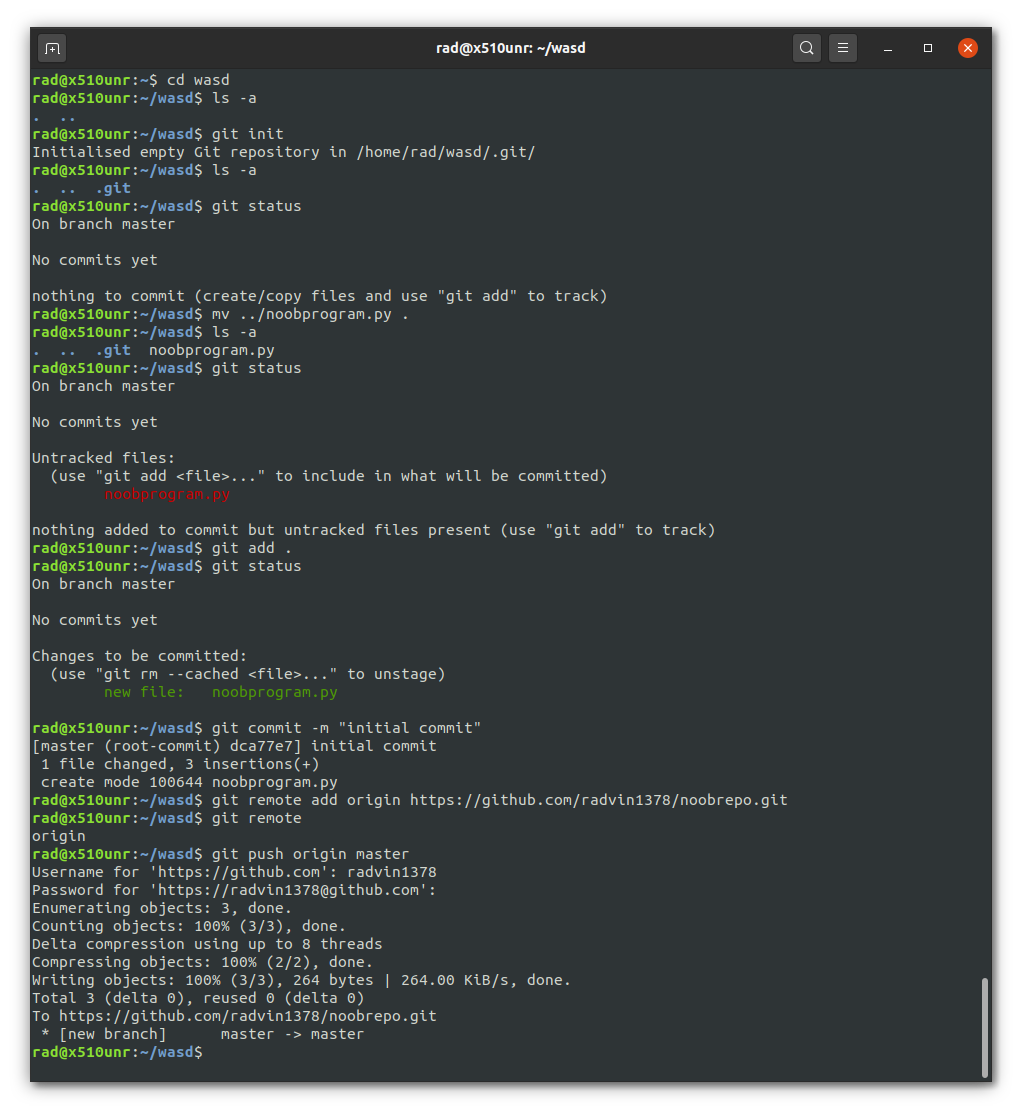 rad@x510unr: ~/wasd
rad@x510unr:~$ cd wasd
rad@x510unr:~/wasd$ ls -a
.  ..
rad@x510unr:~/wasd$ git init
Initialised empty Git repository in /home/rad/wasd/.git/
rad@x510unr:~/wasd$ ls -a
.  ..  .git
rad@x510unr:~/wasd$ git status
On branch master

No commits yet

nothing to commit (create/copy files and use "git add" to track)
rad@x510unr:~/wasd$ mv ../noobprogram.py .
rad@x510unr:~/wasd$ ls -a
.  ..  .git  noobprogram.py
rad@x510unr:~/wasd$ git status
On branch master

No commits yet

Untracked files:
  (use "git add <file>..." to include in what will be committed)
        noobprogram.py

nothing added to commit but untracked files present (use "git add" to track)
rad@x510unr:~/wasd$ git add .
rad@x510unr:~/wasd$ git status
On branch master

No commits yet

Changes to be committed:
  (use "git rm --cached <file>..." to unstage)
        new file:   noobprogram.py

rad@x510unr:~/wasd$ git commit -m "initial commit"
[master (root-commit) dca77e7] initial commit
 1 file changed, 3 insertions(+)
 create mode 100644 noobprogram.py
rad@x510unr:~/wasd$ git remote add origin https://github.com/radvin1378/noobrepo.git
rad@x510unr:~/wasd$ git remote
origin
rad@x510unr:~/wasd$ git push origin master
Username for 'https://github.com': radvin1378
Password for 'https://radvin1378@github.com':
Enumerating objects: 3, done.
Counting objects: 100% (3/3), done.
Delta compression using up to 8 threads
Compressing objects: 100% (2/2), done.
Writing objects: 100% (3/3), 264 bytes | 264.00 KiB/s, done.
Total 3 (delta 0), reused 0 (delta 0)
To https://github.com/radvin1378/noobrepo.git
 * [new branch]      master -> master
rad@x510unr:~/wasd$